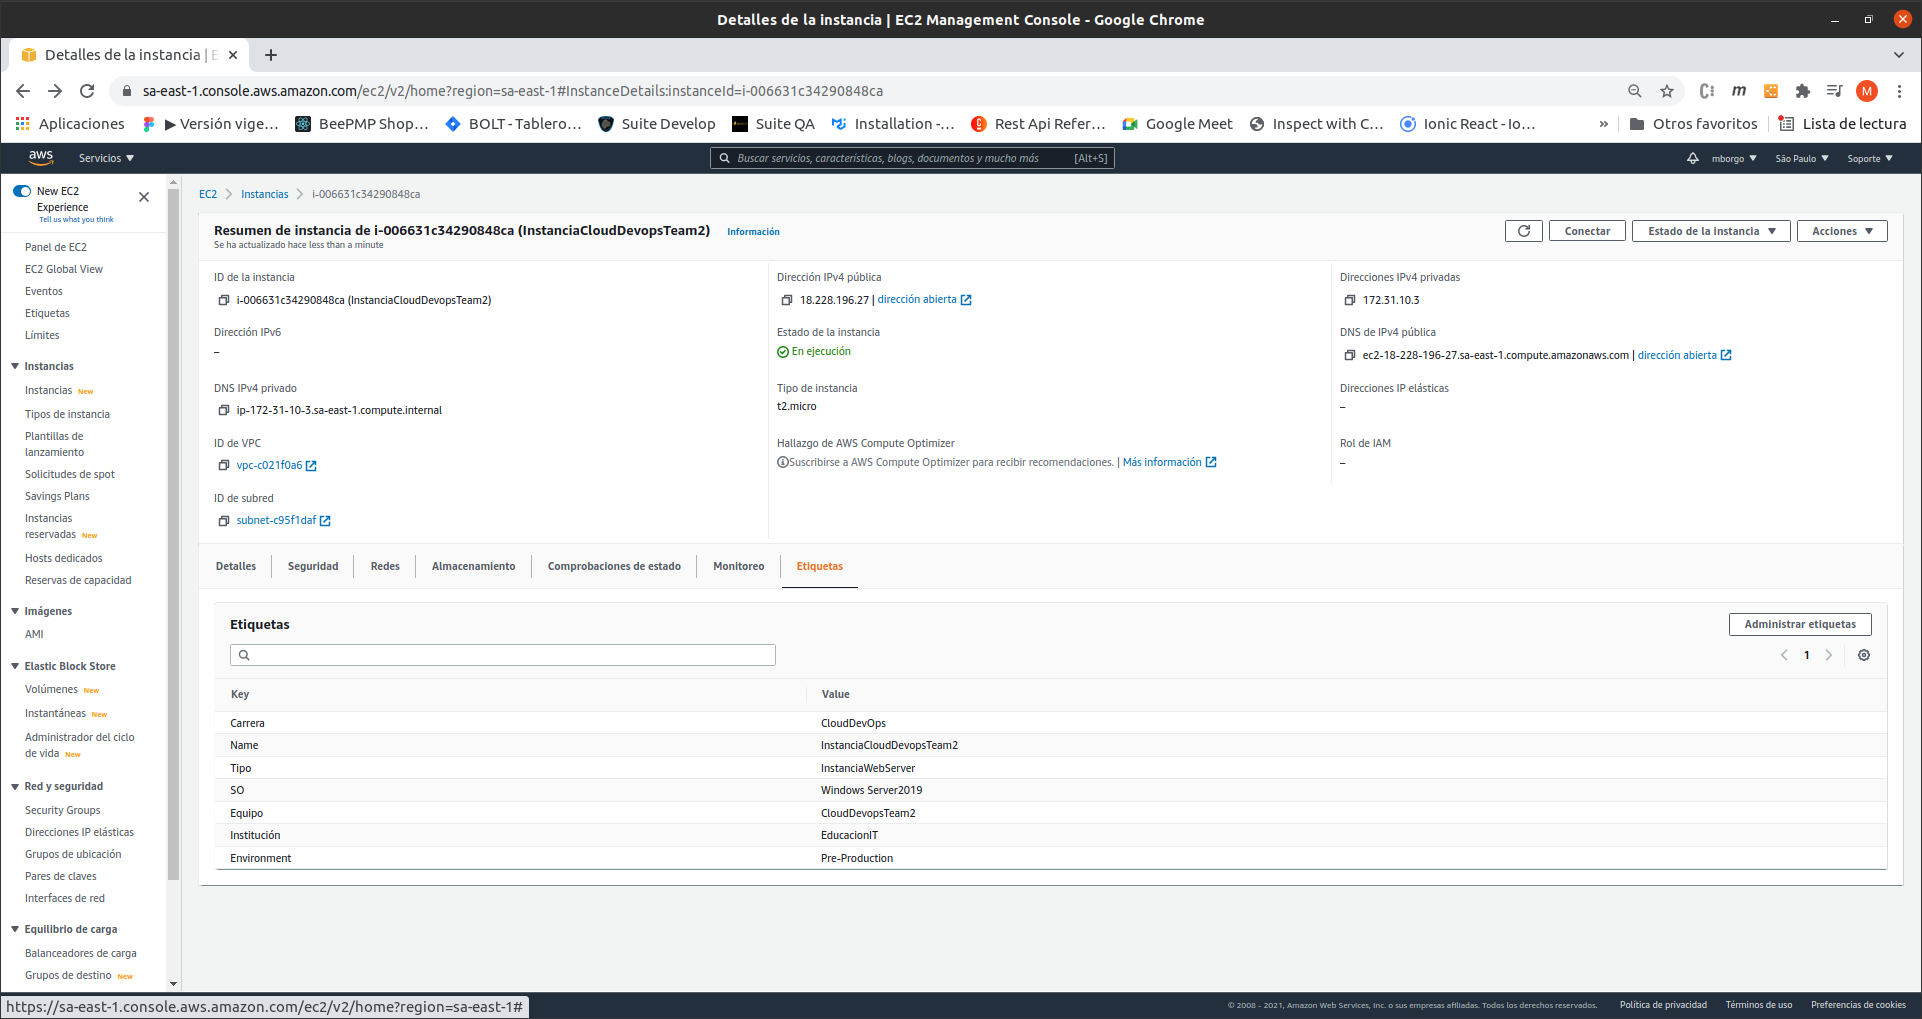 Detalles de la instancia | EC2 Management Console - Google Chrome
Detalles de la instancia | E
sa-east-1.console.aws.amazon.com/ec2/v2/home?region=sa-east-1#InstanceDetails:instanceId=i-006631c34290848ca
M
Aplicaciones
▶ Versión vige...
BeePMP Shop...
BOLT - Tablero...
Suite Develop
Suite QA
Installation -...
Rest Api Refer...
Google Meet
Inspect with C...
Ionic React - Io...
»
Otros favoritos
Lista de lectura
aws
Servicios
Buscar servicios, características, blogs, documentos y mucho más [Alt+S]
mborgo
São Paulo
Soporte
New EC2
Experience
Tell us what you think
Panel de EC2
EC2 Global View
Eventos
Etiquetas
Límites
Instancias
Instancias New
Tipos de instancia
Plantillas de
lanzamiento
Solicitudes de spot
Savings Plans
Instancias
reservadas New
Hosts dedicados
Reservas de capacidad
Imágenes
AMI
Elastic Block Store
Volúmenes New
Instantáneas New
Administrador del ciclo
de vida New
Red y seguridad
Security Groups
Direcciones IP elásticas
Grupos de ubicación
Pares de claves
Interfaces de red
Equilibrio de carga
Balanceadores de carga
Grupos de destino New
EC2 > Instancias > i-006631c34290848ca
Resumen de instancia de i-006631c34290848ca (InstanciaCloudDevopsTeam2) Información
Se ha actualizado hace less than a minute
Conectar
Estado de la instancia
Acciones
ID de la instancia
i-006631c34290848ca (InstanciaCloudDevopsTeam2)
Dirección IPv4 pública
18.228.196.27 | dirección abierta
Direcciones IPv4 privadas
172.31.10.3
Dirección IPv6
–
Estado de la instancia
En ejecución
DNS de IPv4 pública
ec2-18-228-196-27.sa-east-1.compute.amazonaws.com | dirección abierta
DNS IPv4 privado
ip-172-31-10-3.sa-east-1.compute.internal
Tipo de instancia
t2.micro
Direcciones IP elásticas
–
ID de VPC
vpc-c021f0a6
Hallazgo de AWS Compute Optimizer
Suscribirse a AWS Compute Optimizer para recibir recomendaciones. | Más información
Rol de IAM
–
ID de subred
subnet-c95f1daf
Detalles
Seguridad
Redes
Almacenamiento
Comprobaciones de estado
Monitoreo
Etiquetas
Etiquetas
Administrar etiquetas
1
Key Value
Carrera CloudDevOps
Name InstanciaCloudDevopsTeam2
Tipo InstanciaWebServer
SO Windows Server2019
Equipo CloudDevopsTeam2
Institución EducacionIT
Environment Pre-Production
https://sa-east-1.console.aws.amazon.com/ec2/v2/home?region=sa-east-1#
© 2008 - 2021, Amazon Web Services, Inc. o sus empresas afiliadas. Todos los derechos reservados.
Política de privacidad
Términos de uso
Preferencias de cookies